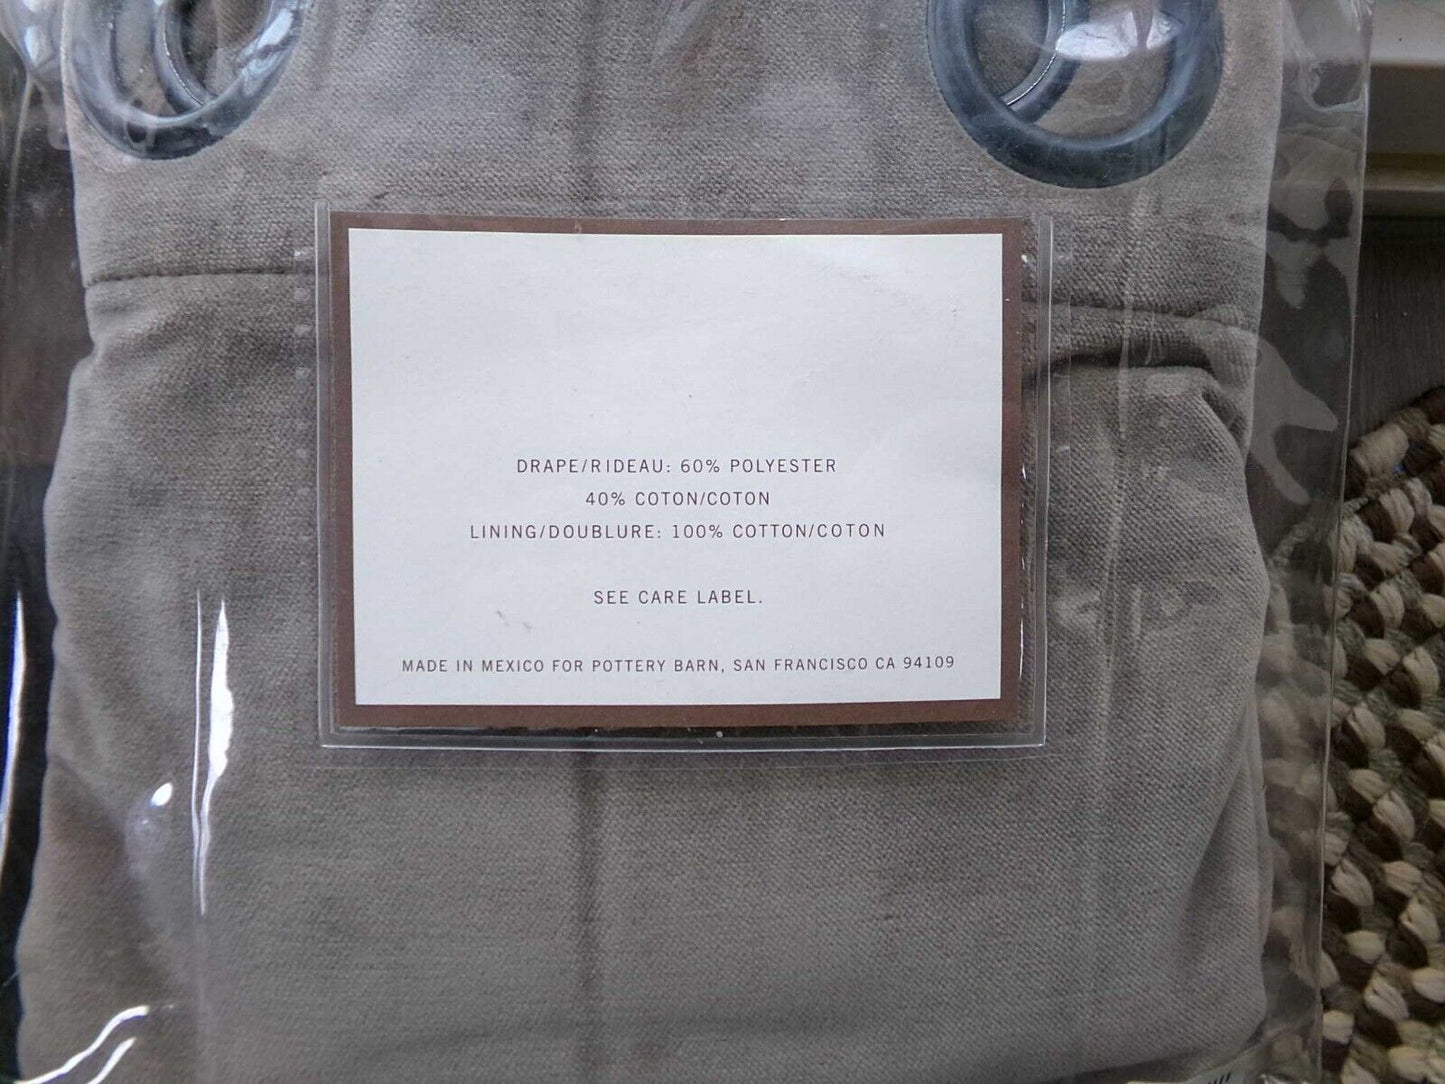 DRAPE/RIDEAU: 60% POLYESTER
40% COTON/COTON
LINING/DOUBLURE: 100% COTTON/COTON
SEE CARE LABEL.
MADE IN MEXICO FOR POTTERY BARN, SAN FRANCISCO CA 94109